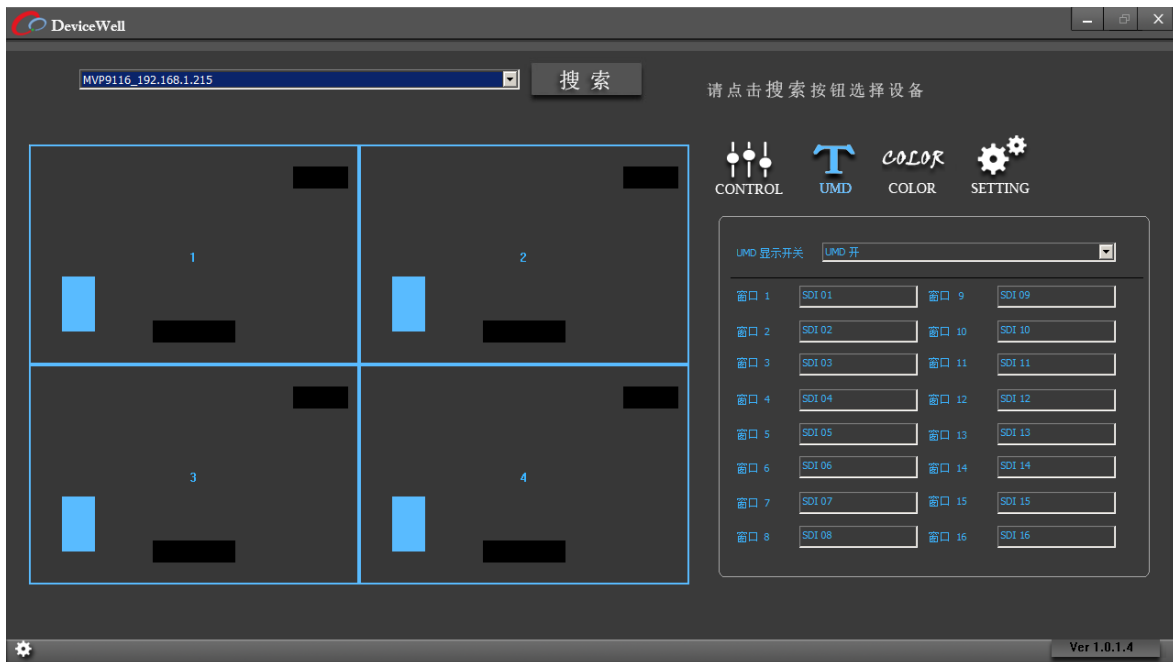 DeviceWell
MVP9116_192.168.1.215
搜索
请点击搜索按钮选择设备
CONTROL
UMD
COLOR
COLOR
SETTING
UMD 显示开关 UMD 开
窗口 1 SDI 01 窗口 9 SDI 09
窗口 2 SDI 02 窗口 10 SDI 10
窗口 3 SDI 03 窗口 11 SDI 11
窗口 4 SDI 04 窗口 12 SDI 12
窗口 5 SDI 05 窗口 13 SDI 13
窗口 6 SDI 06 窗口 14 SDI 14
窗口 7 SDI 07 窗口 15 SDI 15
窗口 8 SDI 08 窗口 16 SDI 16
1 2
3 4
Ver 1.0.1.4